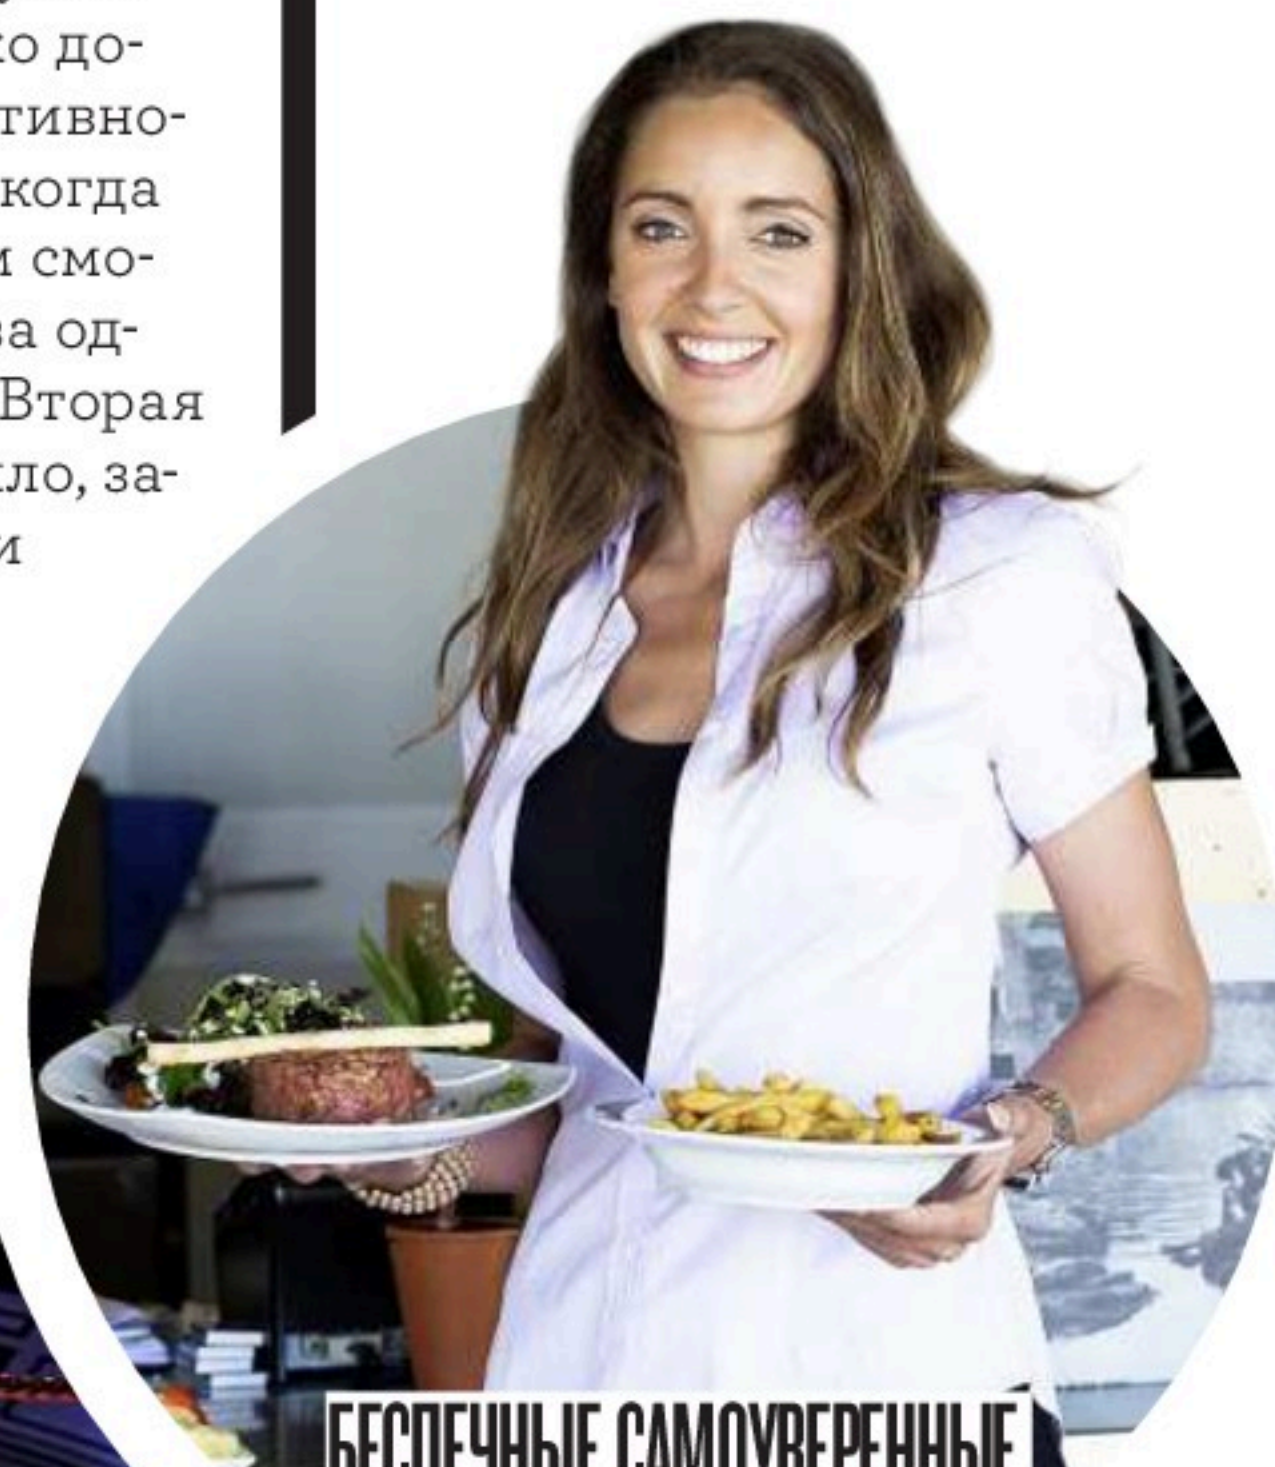 ко до-
тивно-
когда
и смо-
за од-
Вторая
ло, за-
и
БЕСПЕЧНЫЕ САМОУВЕРЕННЫЕ